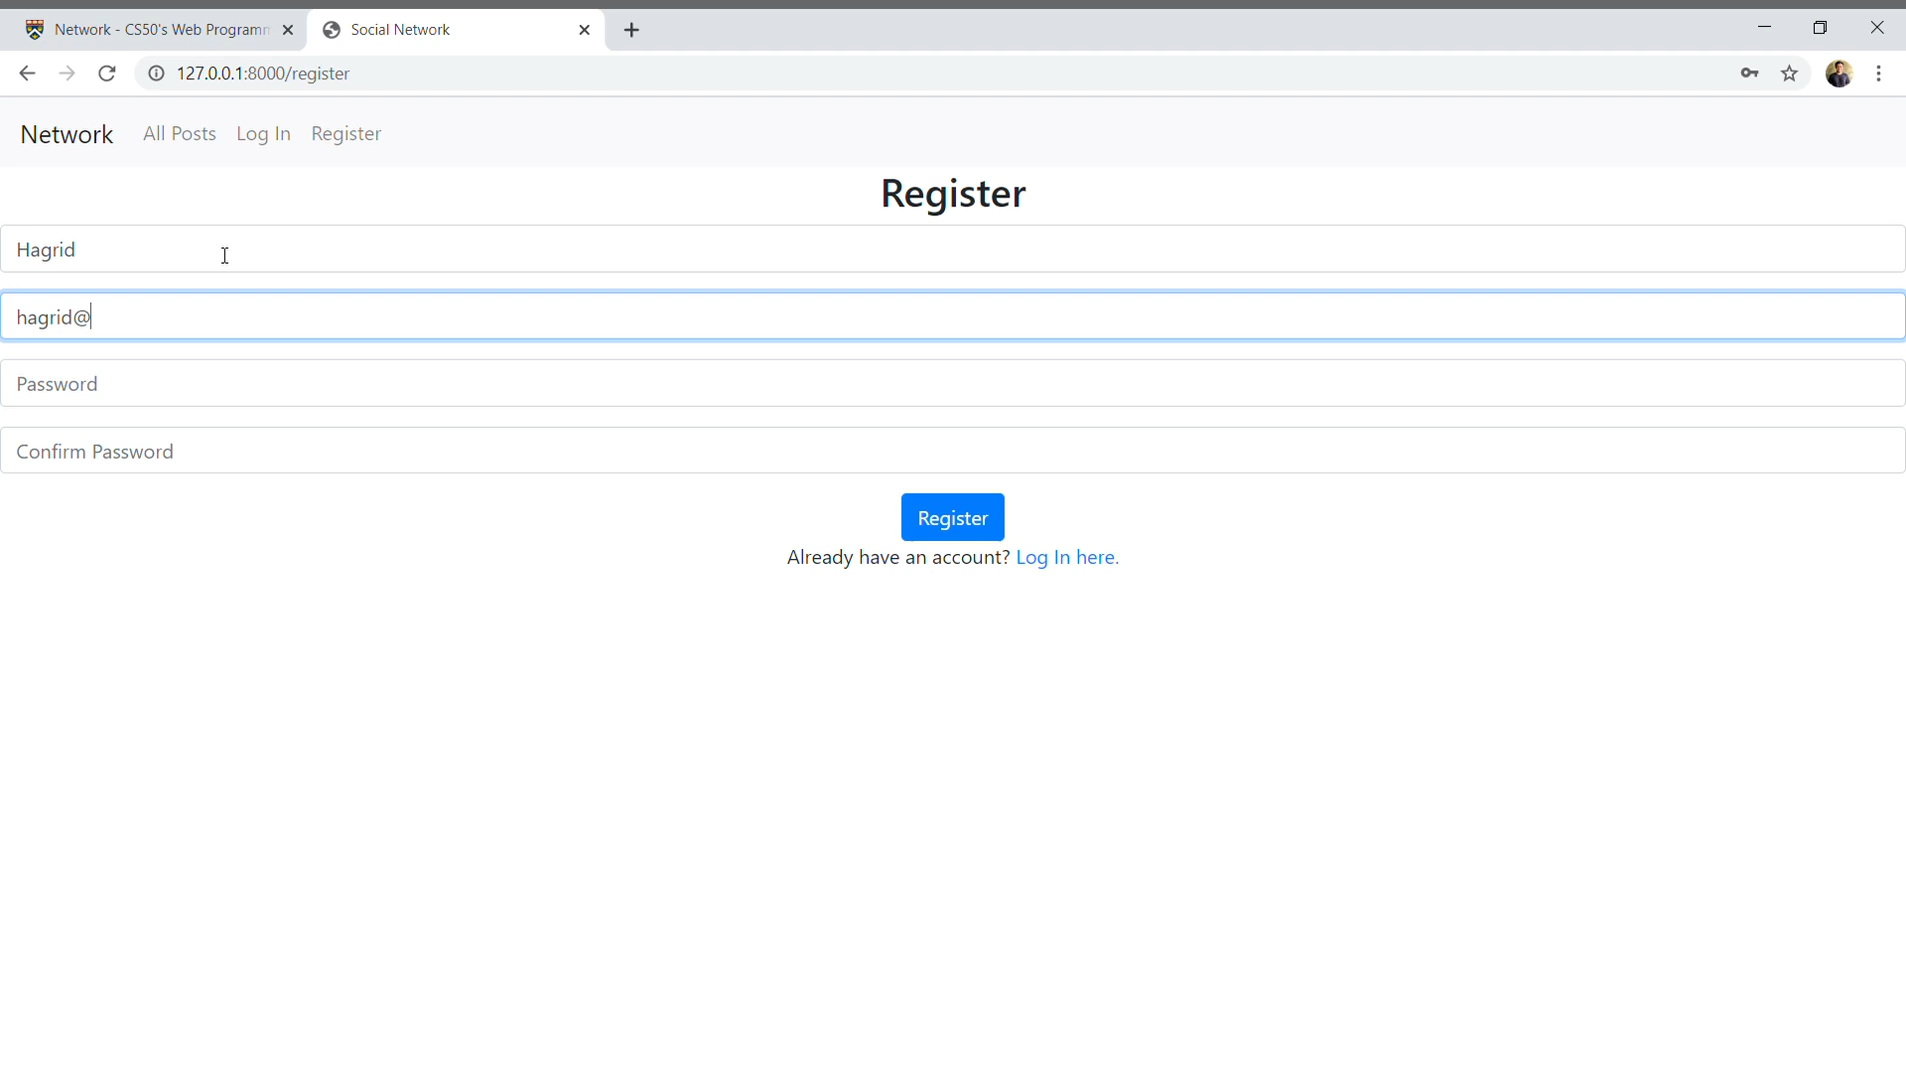 Network - CS50's Web Program
Social Network
127.0.0.1:8000/register
Network All Posts Log In Register
Register
Hagrid
hagrid@
Password
Confirm Password
Register
Already have an account? Log In here.